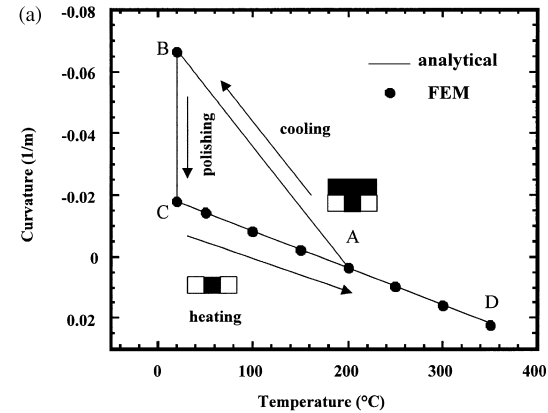 (a)
-0.08
-0.06
-0.04
-0.02
0
0.02
Curvature (1/m)
B
C
A
D
analytical
FEM
cooling
polishing
heating
0 100 200 300 400
Temperature (°C)